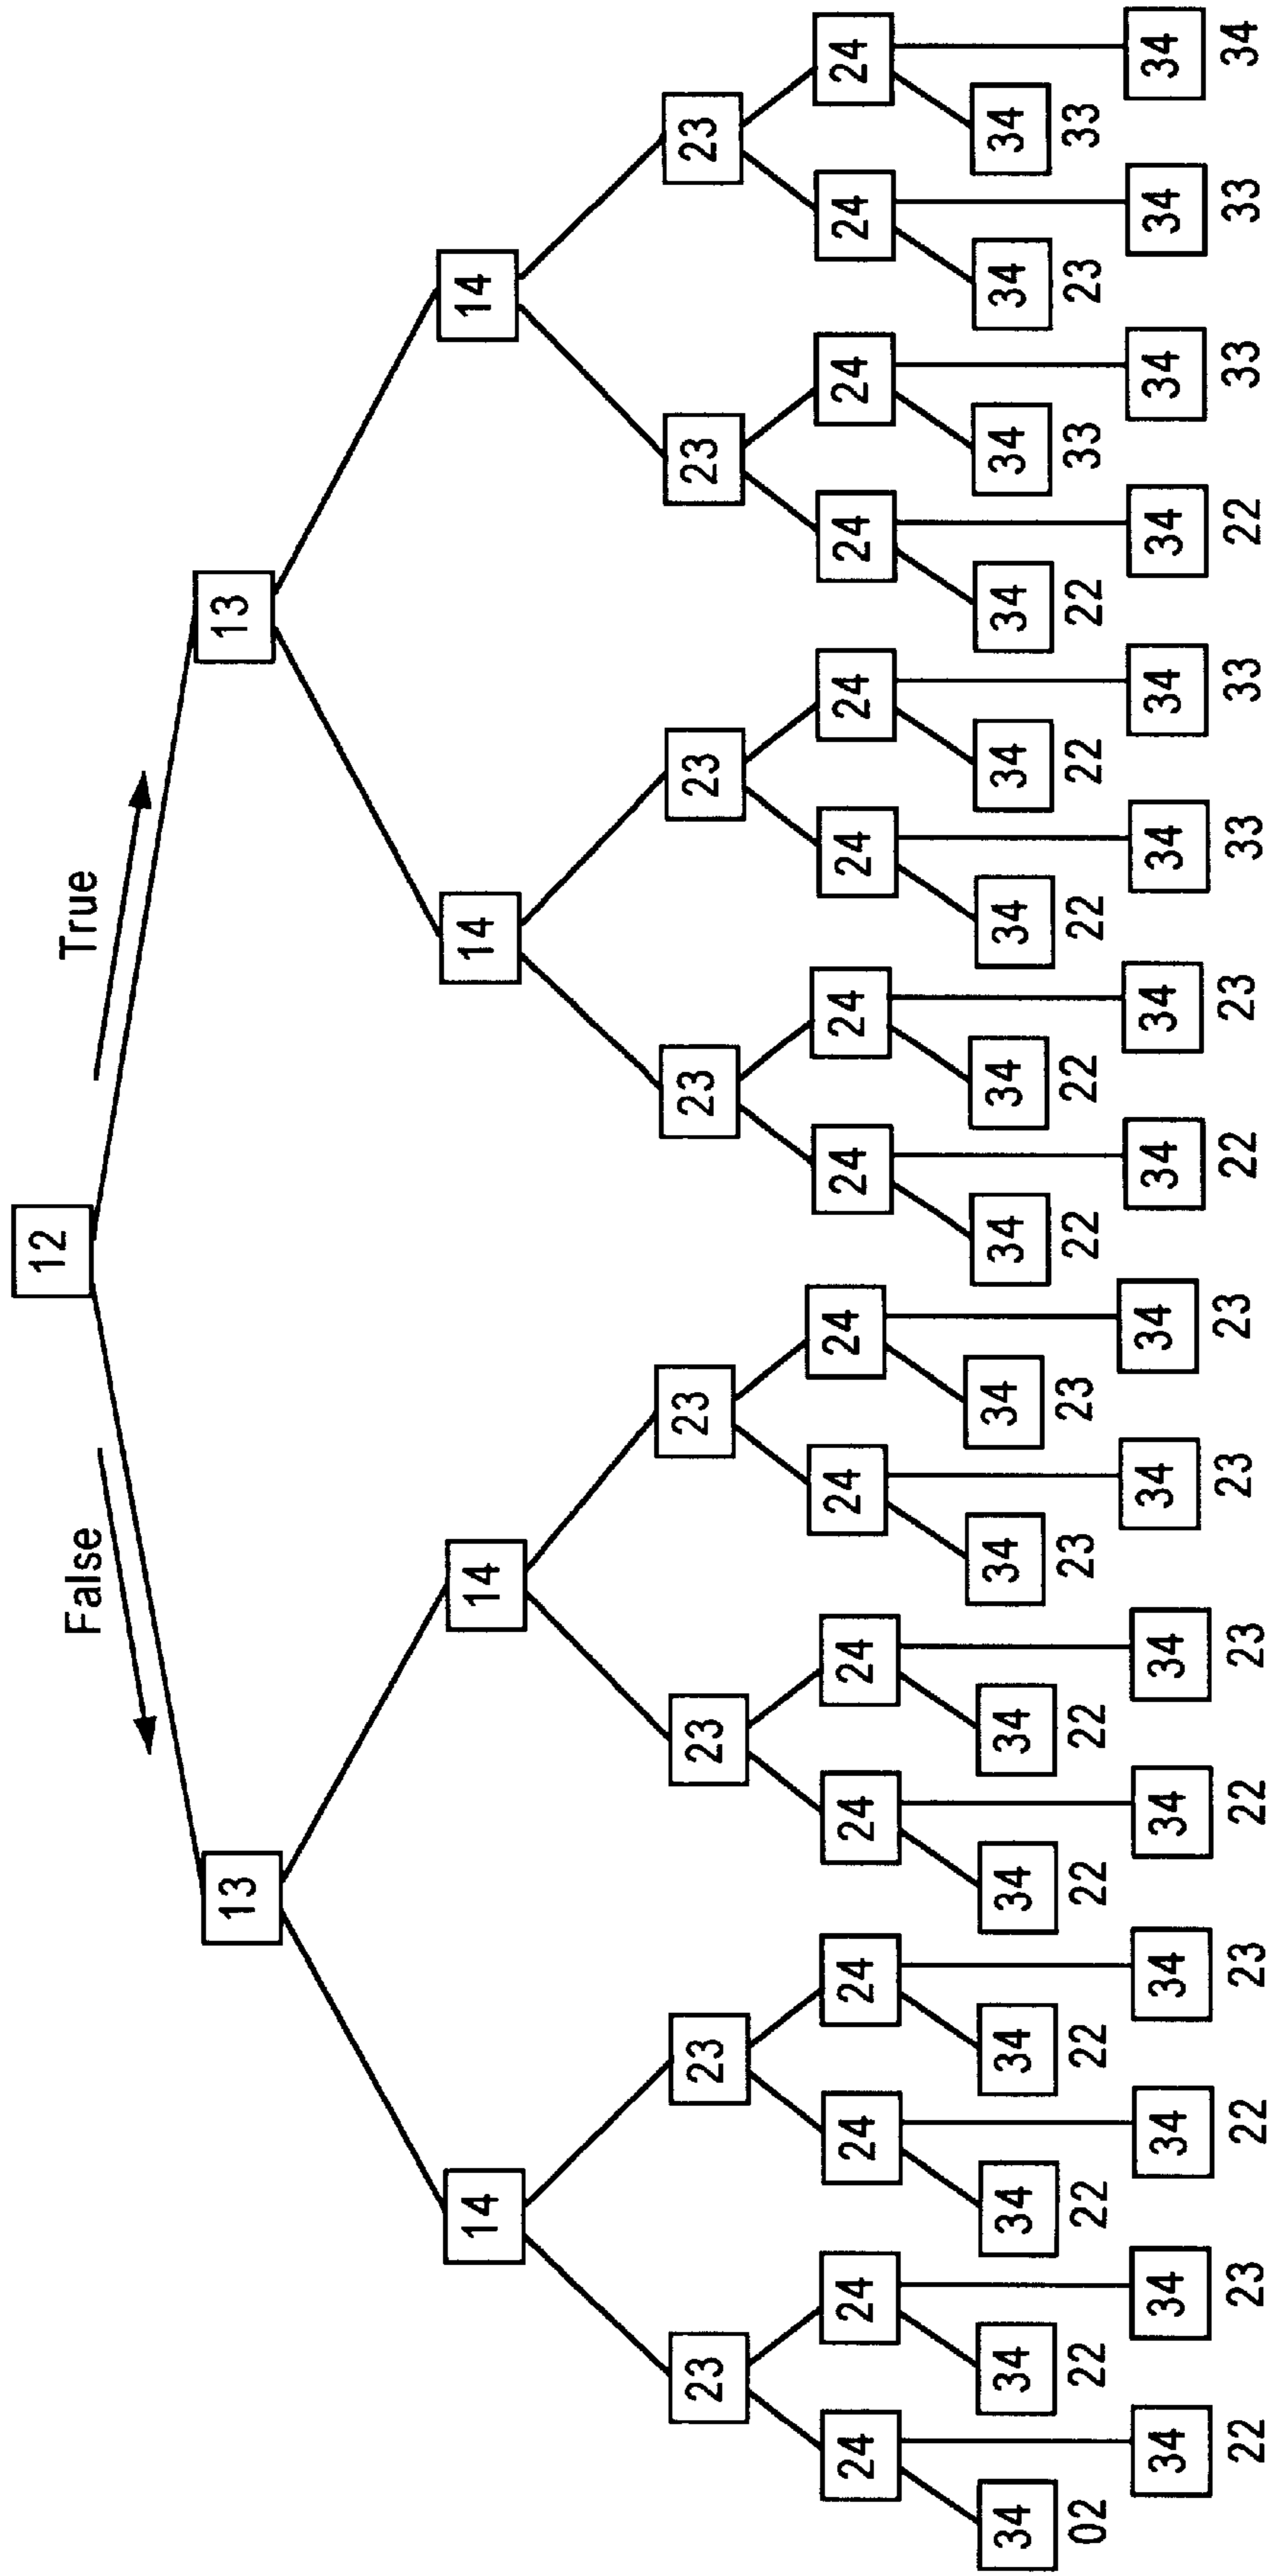 12
False True
13 13
14 14 14 14
23 23 23 23 23 23 23 23
24 24 24 24 24 24 24 24 24 24 24 24 24 24 24 24
34 34 34 34 34 34 34 34 34 34 34 34 34 34 34 34
02 22 22 22 22 22 23 23 22 22 22 22 22 33 23 33
34 34 34 34 34 34 34 34 34 34 34 34 34 34 34 34
22 23 22 23 22 23 23 23 22 23 33 33 22 33 33 34